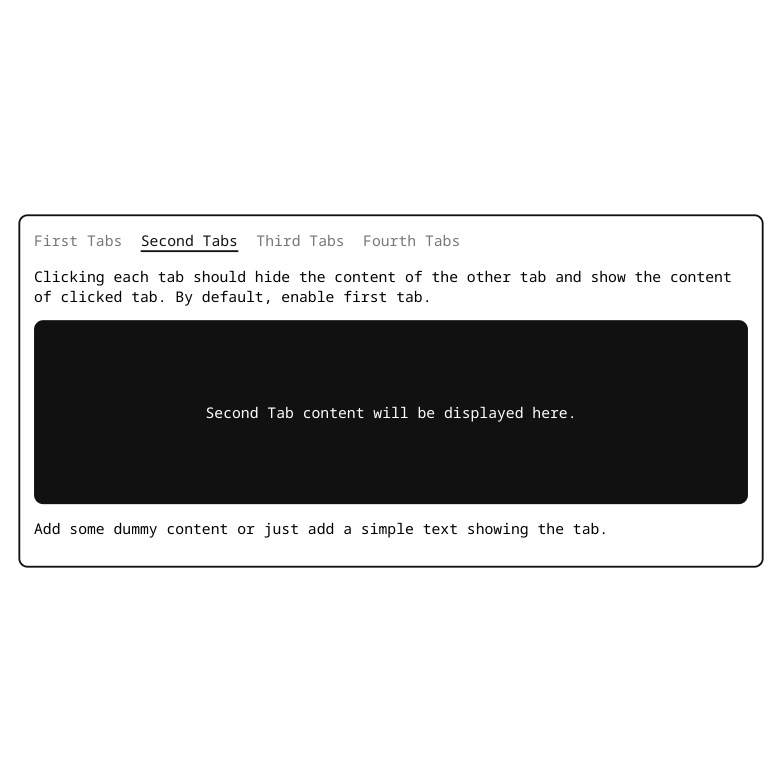 First Tabs Second Tabs Third Tabs Fourth Tabs
Clicking each tab should hide the content of the other tab and show the content
of clicked tab. By default, enable first tab.
Second Tab content will be displayed here.
Add some dummy content or just add a simple text showing the tab.